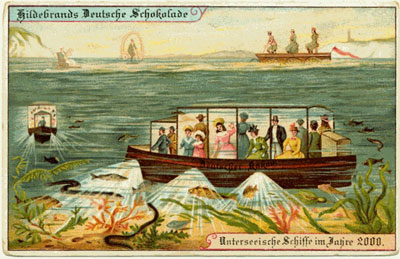 Hildebrands Deutsche Schokolade
Unterseeische Schiffe im Jahre 2000.